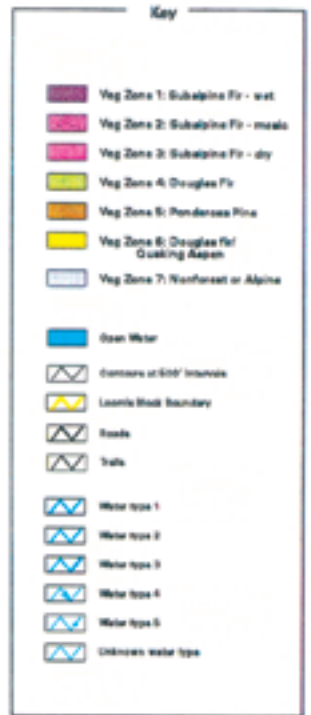 Key
Veg Zone 1: Subalpine Fir - wet
Veg Zone 2: Subalpine Fir - mesic
Veg Zone 3: Subalpine Fir - dry
Veg Zone 4: Douglas Fir
Veg Zone 5: Ponderosa Pine
Veg Zone 6: Douglas fir/
Quaking Aspen
Veg Zone 7: Nonforest or Alpine
Open Water
Contours at 500' Intervals
Loomis Block Boundary
Roads
Trails
Water type 1
Water type 2
Water type 3
Water type 4
Water type 5
Unknown water type